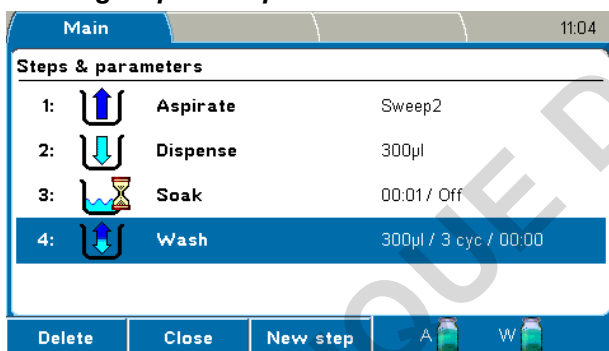 Main 11:04
Steps & parameters
1: Aspirate Sweep2
2: Dispense 300µl
3: Soak 00:01 / Off
4: Wash 300µl / 3 cyc / 00:00
Delete Close New step A W